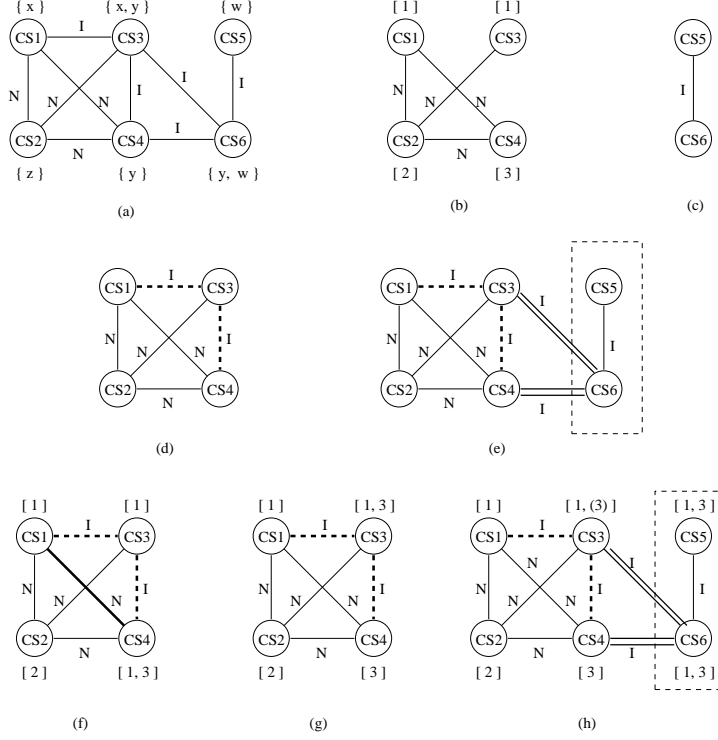 { x } { x, y } { w }
CS1 I CS3 CS5
N N N I I I
CS2 N CS4 I CS6
{ z } { y } { y, w }
(a)
[ 1 ] [ 1 ]
CS1 CS3
N N N
CS2 N CS4
[ 2 ] [ 3 ]
(b)
CS5
I
CS6
(c)
CS1 I CS3
N N N I
CS2 N CS4
(d)
CS1 I CS3 CS5
N N N I I I
CS2 N CS4 I CS6
(e)
[ 1 ] [ 1 ]
CS1 I CS3
N N N I
CS2 N CS4
[ 2 ] [ 1, 3 ]
(f)
[ 1 ] [ 1, 3 ]
CS1 I CS3
N N N I
CS2 N CS4
[ 2 ] [ 3 ]
(g)
[ 1 ] [ 1, (3) ] [ 1, 3 ]
CS1 I CS3 CS5
N N N I I I
CS2 N CS4 I CS6
[ 2 ] [ 3 ] [ 1, 3 ]
(h)